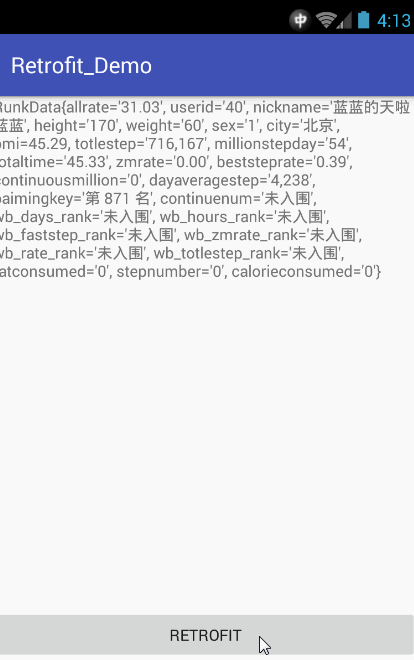 中 4:13
Retrofit_Demo
RunkData{allrate='31.03', userid='40', nickname='蓝蓝的天啦
蓝蓝', height='170', weight='60', sex='1', city='北京',
bmi=45.29, totlestep='716,167', millionstepday='54',
totaltime='45.33', zmrate='0.00', beststeprate='0.39',
continuousmillion='0', dayaveragestep='4,238',
paimingkey='第 871 名', continuenum='未入围',
wb_days_rank='未入围', wb_hours_rank='未入围',
wb_faststep_rank='未入围', wb_zmrate_rank='未入围',
wb_rate_rank='未入围', wb_totlestep_rank='未入围',
fatconsumed='0', stepnumber='0', calorieconsumed='0'}
RETROFIT